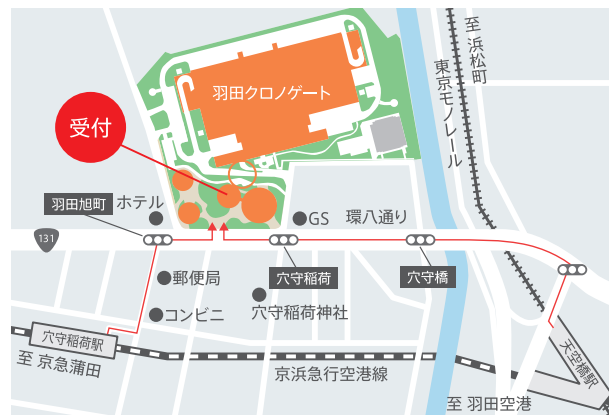 至 浜松町
東京モノレール
羽田クロノゲート
受付
羽田旭町
ホテル
GS
環八通り
131
郵便局
穴守稲荷
穴守橋
コンビニ
穴守稲荷神社
穴守稲荷駅
至 京急蒲田
京浜急行空港線
天空橋駅
至 羽田空港